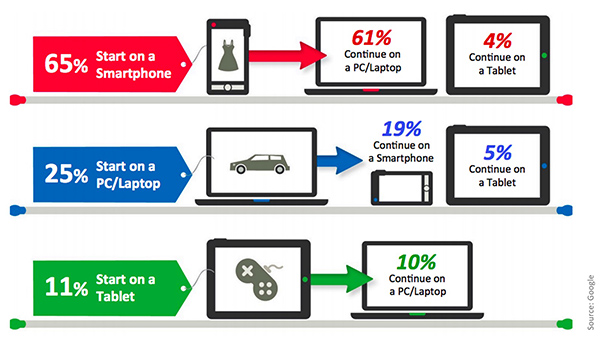 65% Start on a
Smartphone
61%
Continue on
a PC/Laptop
4%
Continue on
a Tablet
25% Start on a
PC/Laptop
19%
Continue on
a Smartphone
5%
Continue on
a Tablet
11% Start on a
Tablet
10%
Continue on
a PC/Laptop
Source: Google